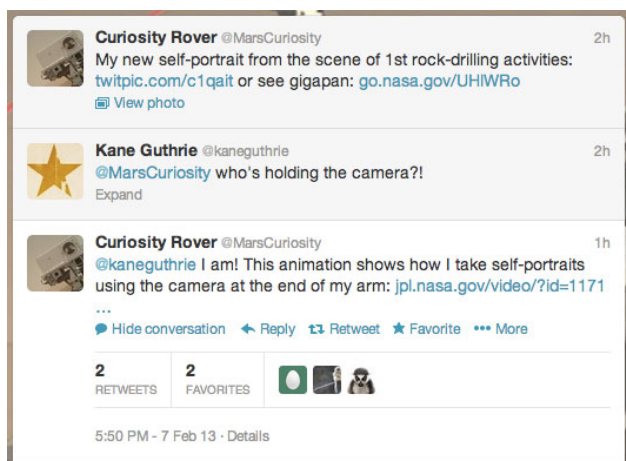 Curiosity Rover @MarsCuriosity 2h
My new self-portrait from the scene of 1st rock-drilling activities:
twitpic.com/c1qait or see gigapan: go.nasa.gov/UHlWRo
View photo
Kane Guthrie @kaneguthrie 2h
@MarsCuriosity who's holding the camera?!
Expand
Curiosity Rover @MarsCuriosity 1h
@kaneguthrie I am! This animation shows how I take self-portraits
using the camera at the end of my arm: jpl.nasa.gov/video/?id=1171
...
Hide conversation Reply Retweet Favorite More
2 2
RETWEETS FAVORITES
5:50 PM - 7 Feb 13 · Details